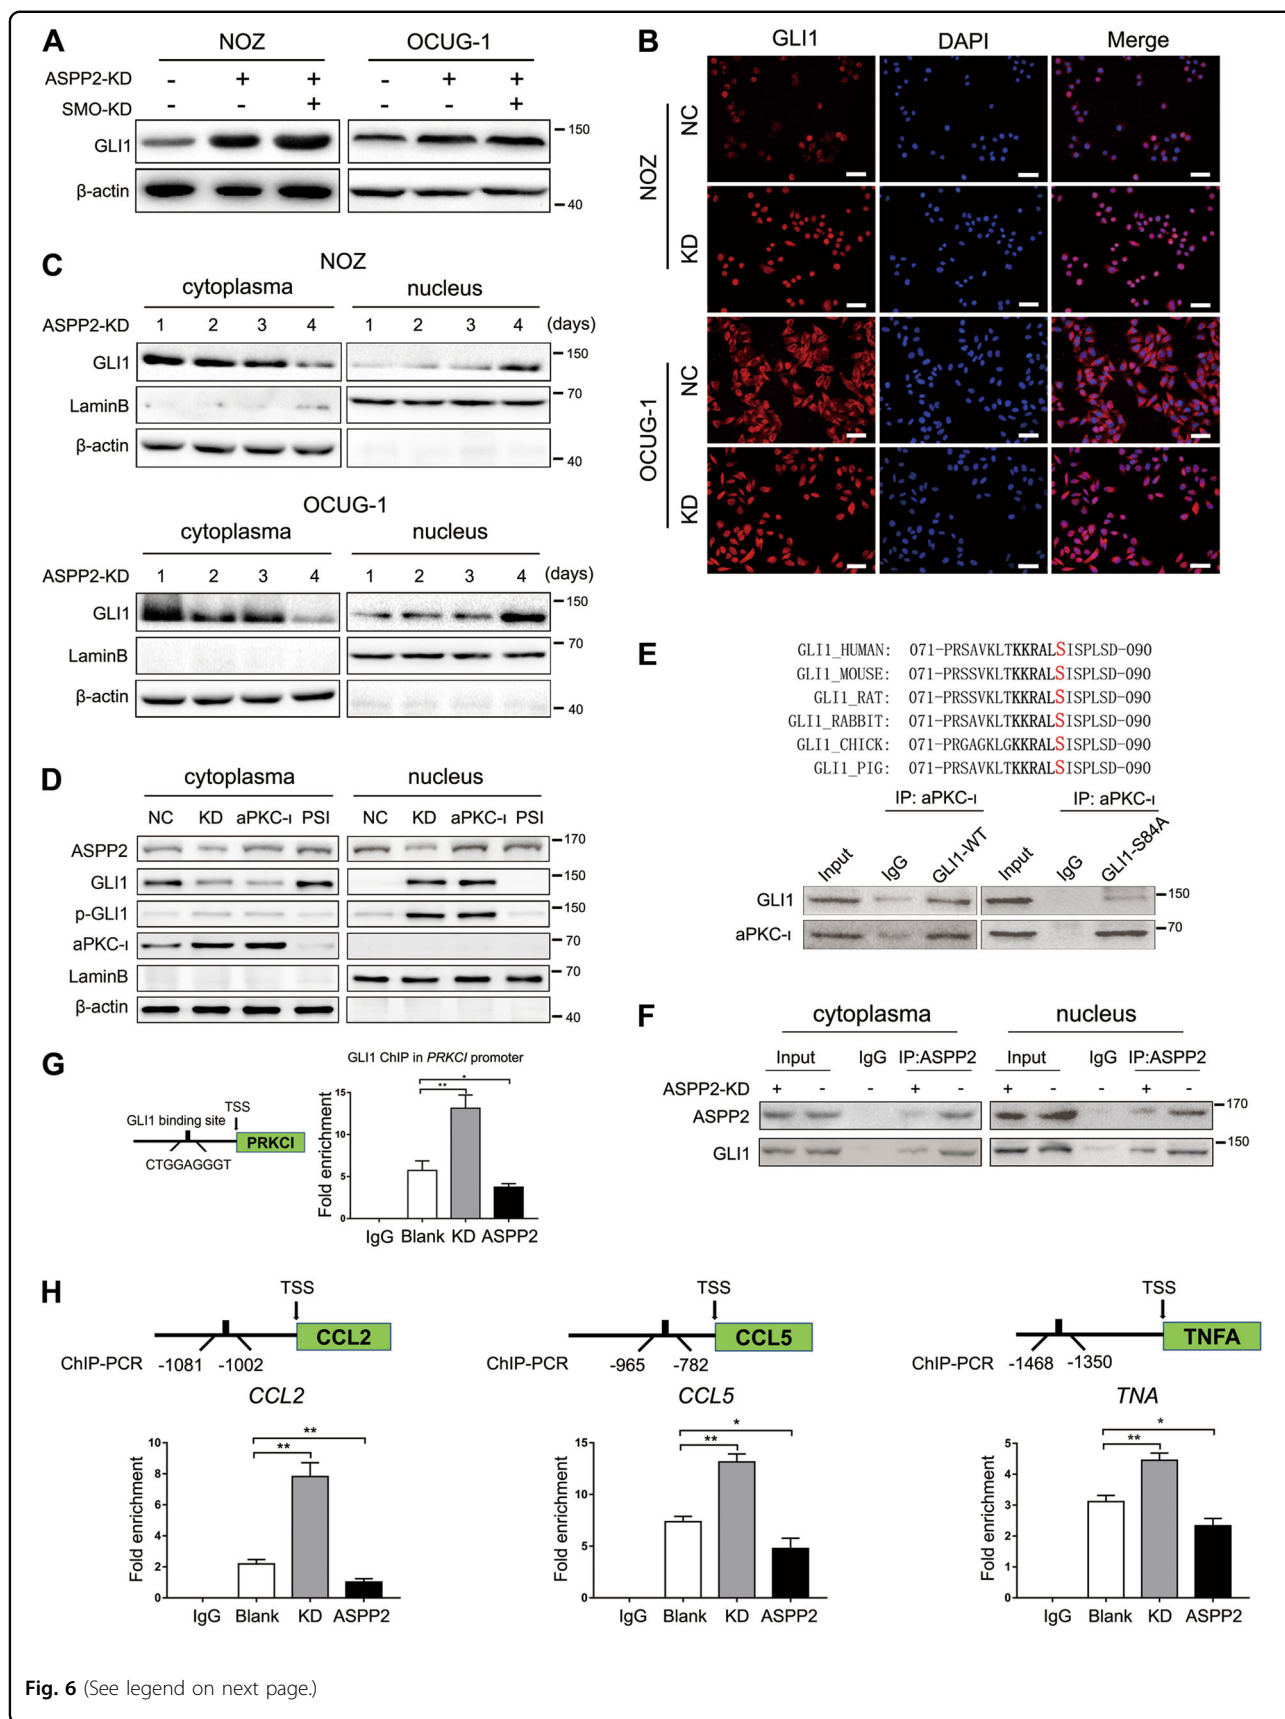 A
NOZ OCUG-1
ASPP2-KD - + + - + +
SMO-KD - - + - - +
GLI1 150
β-actin 40
B
GLI1 DAPI Merge
NOZ
NC
KD
OCUG-1
NC
KD
C
NOZ
cytoplasma nucleus
ASPP2-KD 1 2 3 4 1 2 3 4 (days)
GLI1 150
LaminB 70
β-actin 40
OCUG-1
cytoplasma nucleus
ASPP2-KD 1 2 3 4 1 2 3 4 (days)
GLI1 150
LaminB 70
β-actin 40
D
cytoplasma nucleus
NC KD aPKC-ι PSI NC KD aPKC-ι PSI
ASPP2 170
GLI1 150
p-GLI1 150
aPKC-ι 70
LaminB 70
β-actin 40
E
GLI1_HUMAN: 071-PRSAVKLTKKRALSISPLSD-090
GLI1_MOUSE: 071-PRSSVKLTKKRALSISPLSD-090
GLI1_RAT: 071-PRSAVKLTKKRALSISPLSD-090
GLI1_RABBIT: 071-PRSAVKLTKKRALSISPLSD-090
GLI1_CHICK: 071-PRGAGKLGKKRALSISPLSD-090
GLI1_PIG: 071-PRSAVKLTKKRALSISPLSD-090
IP: aPKC-ι IP: aPKC-ι
Input IgG GLI1-WT Input IgG GLI1-S84A
GLI1 150
aPKC-ι 70
F
cytoplasma nucleus
Input IgG IP:ASPP2 Input IgG IP:ASPP2
ASPP2-KD + - - + - + - - + -
ASPP2 170
GLI1 150
G
GLI1 binding site
TSS
PRKCI
CTGGAGGGT
GLI1 ChIP in PRKCI promoter
Fold enrichment
15
10
5
0
* 
**
IgG Blank KD ASPP2
H
TSS
CCL2
ChIP-PCR -1081 -1002
CCL2
Fold enrichment
10
8
6
4
2
0
**
**
IgG Blank KD ASPP2
TSS
CCL5
ChIP-PCR -965 -782
CCL5
Fold enrichment
15
10
5
0
*
**
IgG Blank KD ASPP2
TSS
TNFA
ChIP-PCR -1468 -1350
TNA
Fold enrichment
5
4
3
2
1
0
*
**
IgG Blank KD ASPP2
Fig. 6 (See legend on next page.)